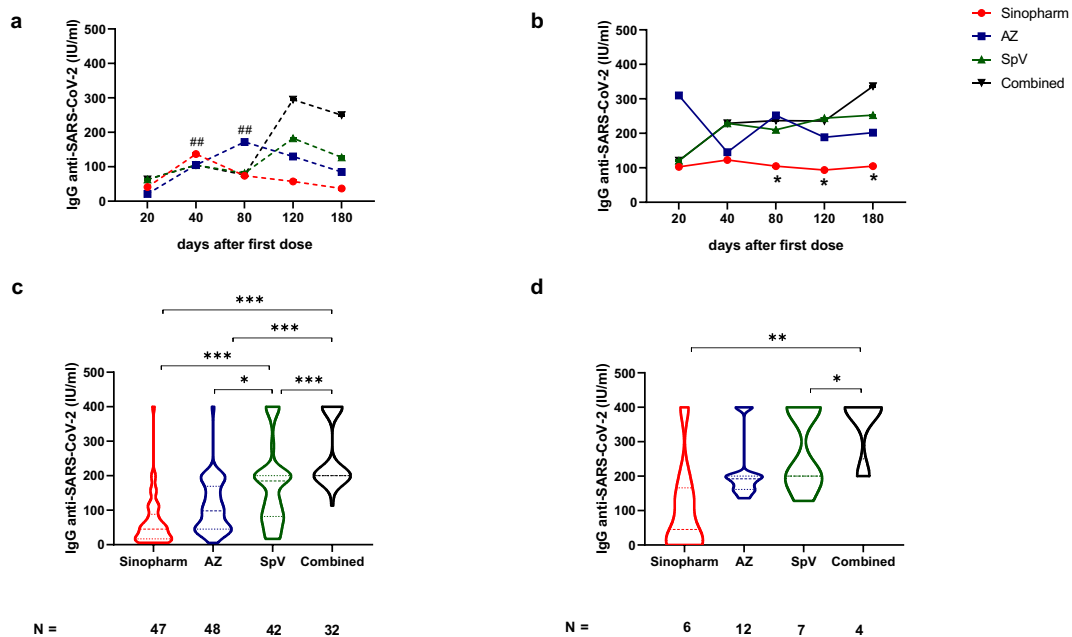 a
IgG anti-SARS-CoV-2 (IU/ml)
500
400
300
200
100
0
##
##
20 40 80 120 180
days after first dose
b
IgG anti-SARS-CoV-2 (IU/ml)
500
400
300
200
100
0
* * *
20 40 80 120 180
days after first dose
Sinopharm
AZ
SpV
Combined
c
***
***
***
*
***
IgG anti-SARS-CoV-2 (IU/ml)
500
400
300
200
100
0
Sinopharm AZ SpV Combined
N = 47 48 42 32
d
**
*
IgG anti-SARS-CoV-2 (IU/ml)
500
400
300
200
100
0
Sinopharm AZ SpV Combined
N = 6 12 7 4